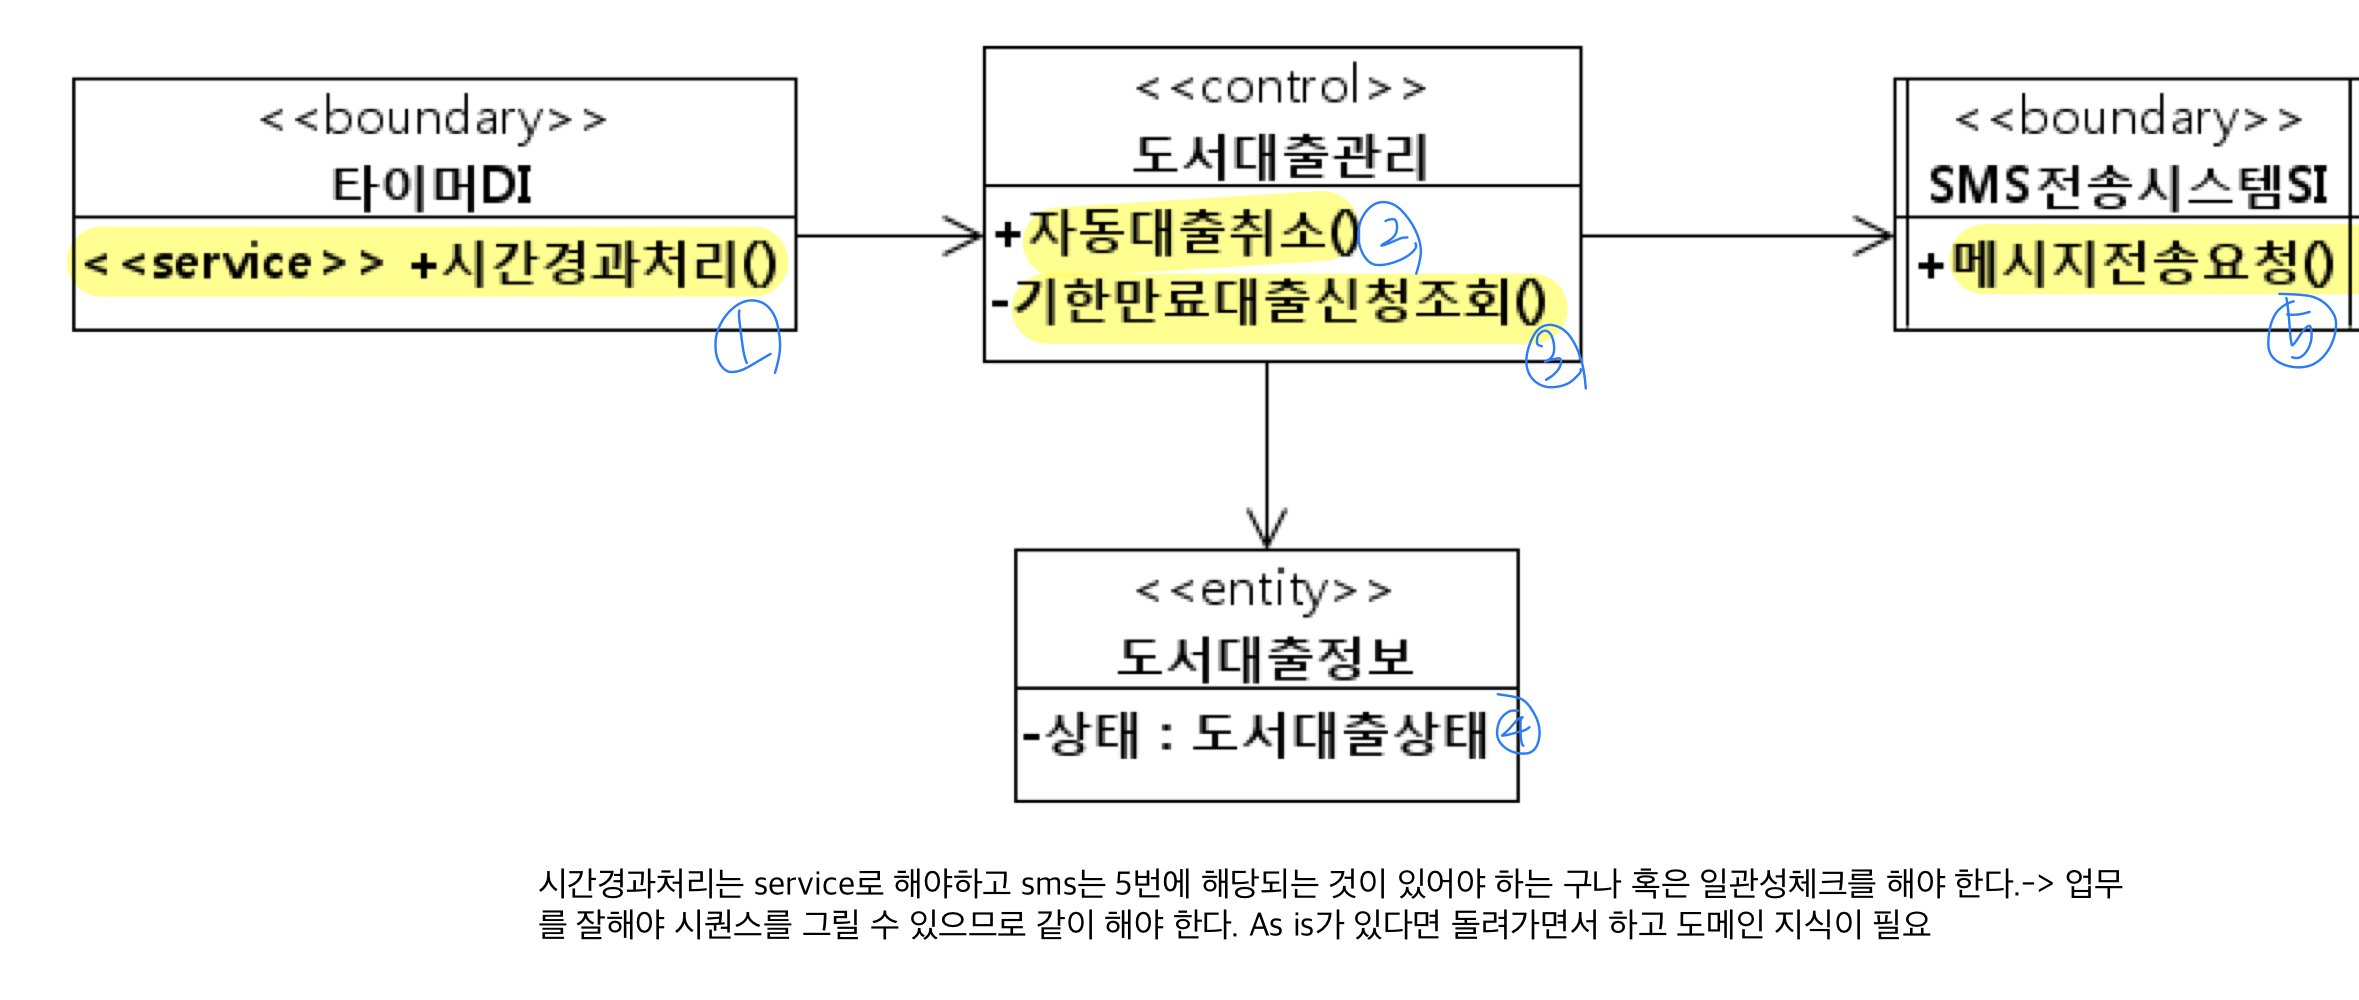 <<boundary>>
타이머DI
<<service>> +시간경과처리()
①
<<control>>
도서대출관리
+자동대출취소() ②
-기한만료대출신청조회()
③
<<boundary>>
SMS전송시스템SI
+메시지전송요청()
⑤
<<entity>>
도서대출정보
-상태 : 도서대출상태 ④
시간경과처리는 service로 해야하고 sms는 5번에 해당되는 것이 있어야 하는 구나 혹은 일관성체크를 해야 한다.-> 업무
를 잘해야 시퀀스를 그릴 수 있으므로 같이 해야 한다. As is가 있다면 돌려가면서 하고 도메인 지식이 필요